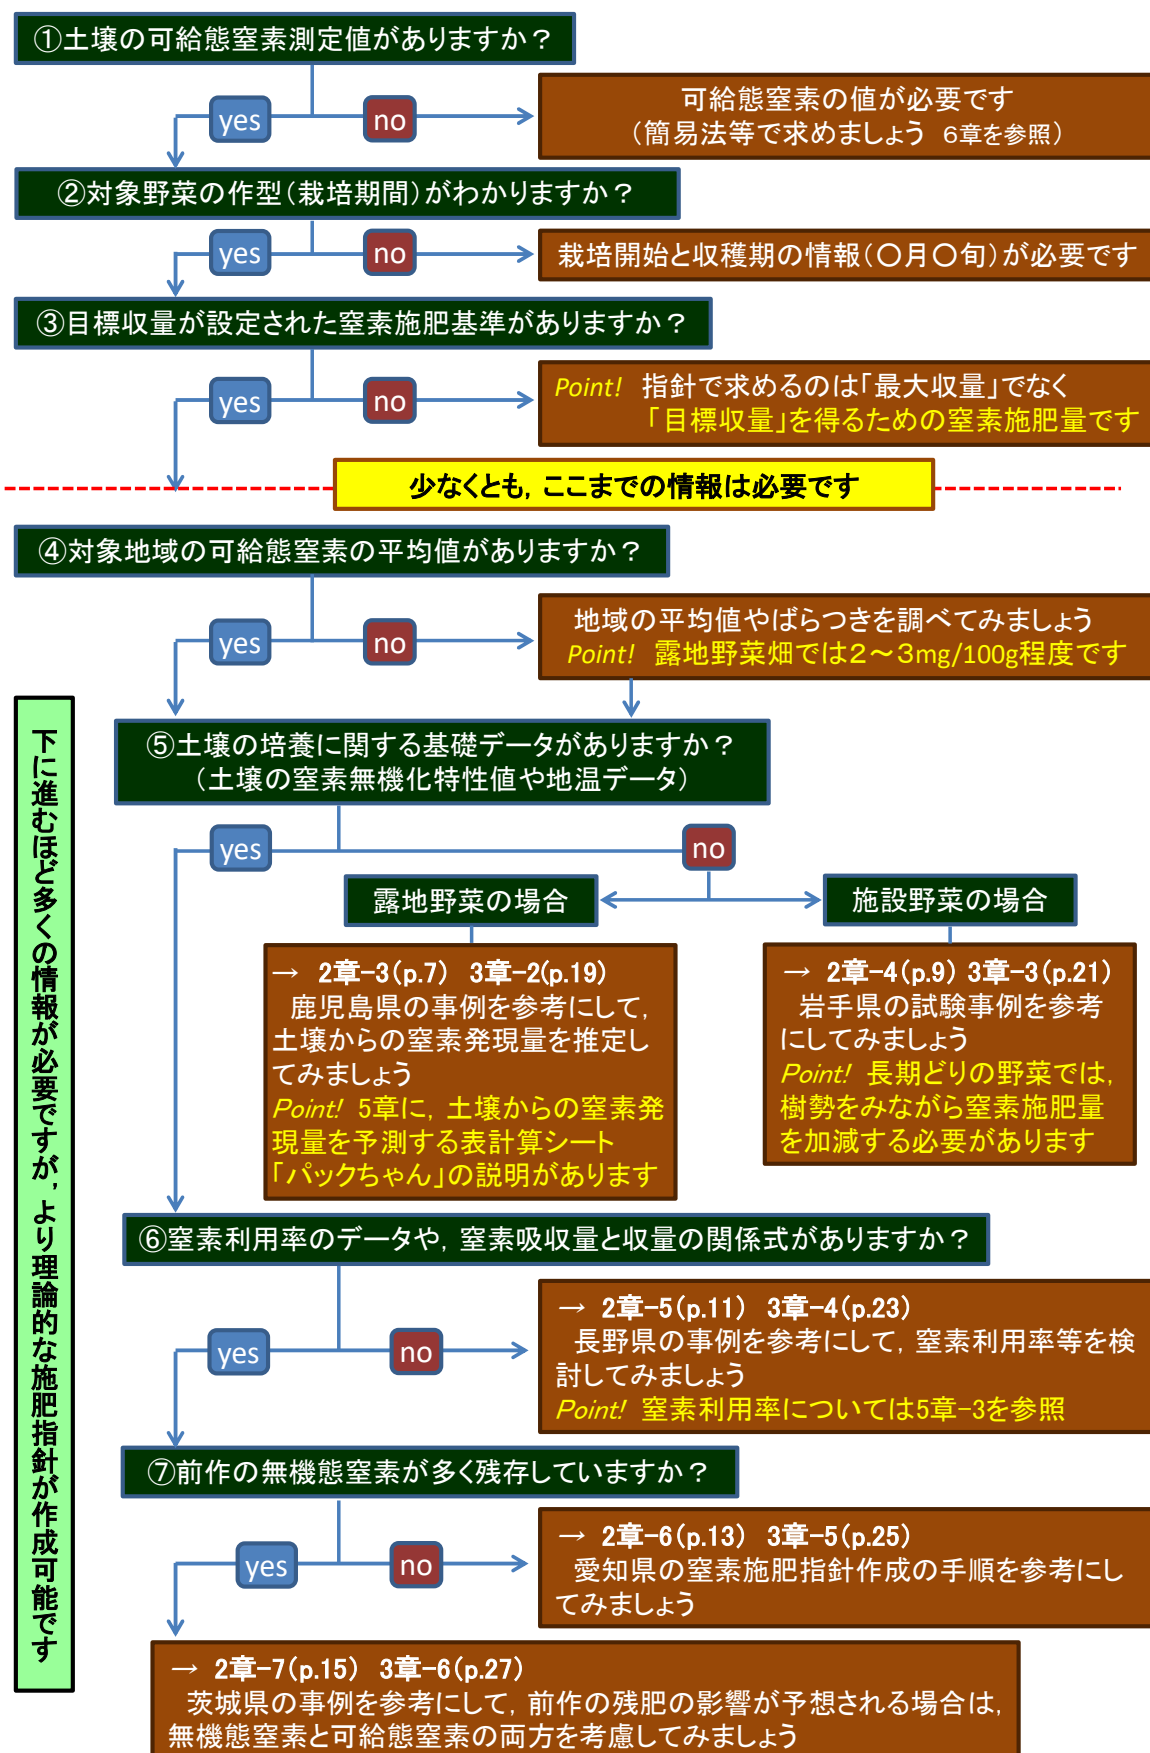 ①土壌の可給態窒素測定値がありますか？
yes
no
可給態窒素の値が必要です
（簡易法等で求めましょう 6章を参照）
②対象野菜の作型（栽培期間）がわかりますか？
yes
no
栽培開始と収穫期の情報（〇月〇旬）が必要です
③目標収量が設定された窒素施肥基準がありますか？
yes
no
Point! 指針で求めるのは「最大収量」でなく
「目標収量」を得るための窒素施肥量です
少なくとも，ここまでの情報は必要です
④対象地域の可給態窒素の平均値がありますか？
yes
no
地域の平均値やばらつきを調べてみましょう
Point! 露地野菜畑では２～３mg/100g程度です
下に進むほど多くの情報が必要ですが，より理論的な施肥指針が作成可能です
⑤土壌の培養に関する基礎データがありますか？
（土壌の窒素無機化特性値や地温データ）
yes
no
露地野菜の場合
施設野菜の場合
→ 2章-3(p.7) 3章-2(p.19)
鹿児島県の事例を参考にして，
土壌からの窒素発現量を推定し
てみましょう
Point! 5章に，土壌からの窒素発
現量を予測する表計算シート
「パックちゃん」の説明があります
→ 2章-4(p.9) 3章-3(p.21)
岩手県の試験事例を参考
にしてみましょう
Point! 長期どりの野菜では，
樹勢をみながら窒素施肥量
を加減する必要があります
⑥窒素利用率のデータや，窒素吸収量と収量の関係式がありますか？
yes
no
→ 2章-5(p.11) 3章-4(p.23)
長野県の事例を参考にして，窒素利用率等を検
討してみましょう
Point! 窒素利用率については5章-3を参照
⑦前作の無機態窒素が多く残存していますか？
yes
no
→ 2章-6(p.13) 3章-5(p.25)
愛知県の窒素施肥指針作成の手順を参考にし
てみましょう
→ 2章-7(p.15) 3章-6(p.27)
茨城県の事例を参考にして，前作の残肥の影響が予想される場合は，
無機態窒素と可給態窒素の両方を考慮してみましょう